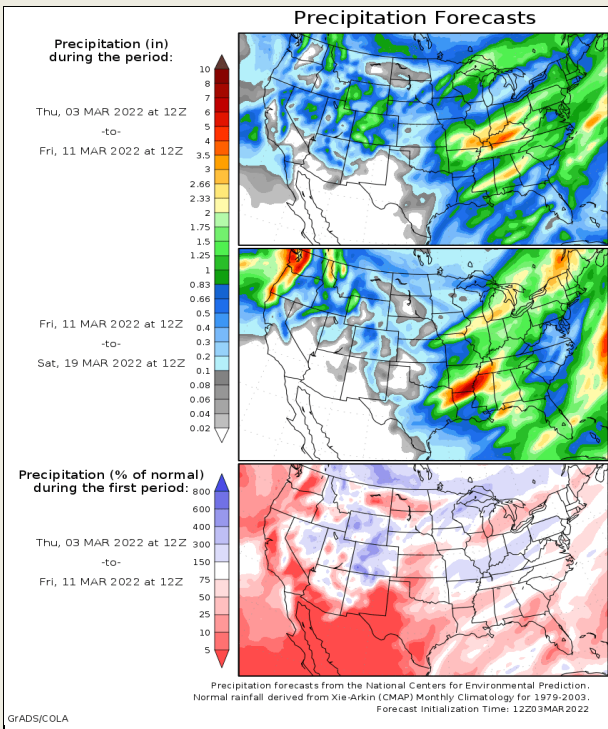 Precipitation Forecasts
Precipitation (in)
during the period:
Thu, 03 MAR 2022 at 12Z
-to-
Fri, 11 MAR 2022 at 12Z
10
8
7
6
5
4
3.5
3
2.66
2.33
2
1.75
1.5
1.25
1
0.83
0.66
0.5
0.4
0.3
0.2
0.1
0.08
0.06
0.04
0.02
Fri, 11 MAR 2022 at 12Z
-to-
Sat, 19 MAR 2022 at 12Z
Precipitation (% of normal)
during the first period:
Thu, 03 MAR 2022 at 12Z
-to-
Fri, 11 MAR 2022 at 12Z
800
600
400
300
150
75
50
25
10
5
Precipitation forecasts from the National Centers for Environmental Prediction.
Normal rainfall derived from Xie-Arkin (CMAP) Monthly Climatology for 1979-2003.
Forecast Initialization Time: 12Z03MAR2022
GrADS/COLA